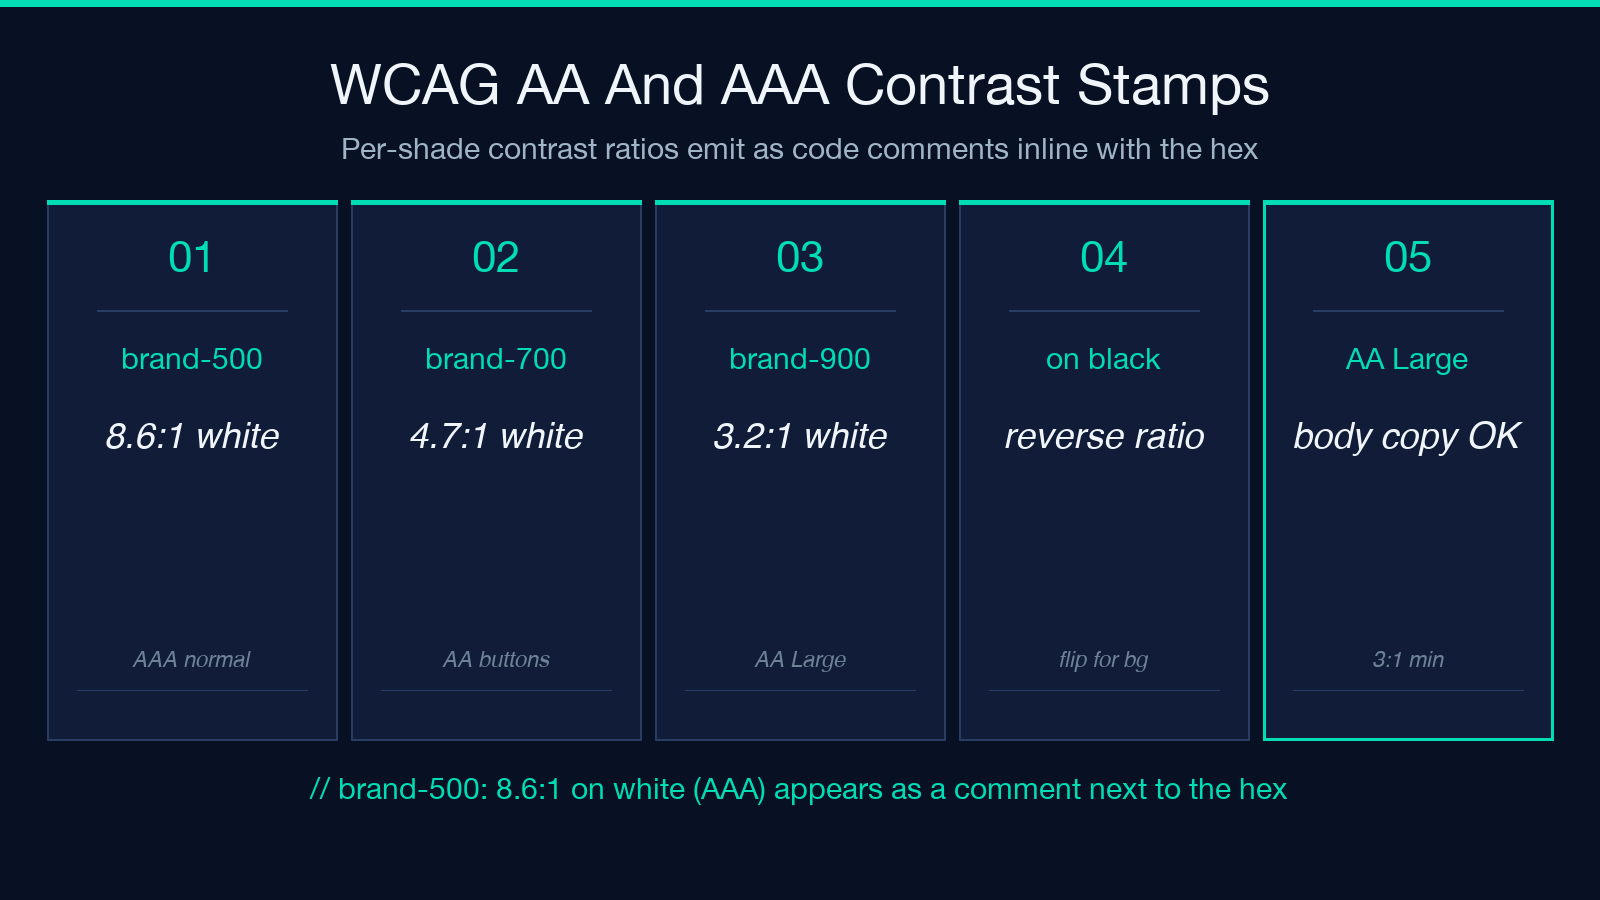 WCAG AA And AAA Contrast Stamps
Per-shade contrast ratios emit as code comments inline with the hex
01
brand-500
8.6:1 white
AAA normal
02
brand-700
4.7:1 white
AA buttons
03
brand-900
3.2:1 white
AA Large
04
on black
reverse ratio
flip for bg
05
AA Large
body copy OK
3:1 min
// brand-500: 8.6:1 on white (AAA) appears as a comment next to the hex